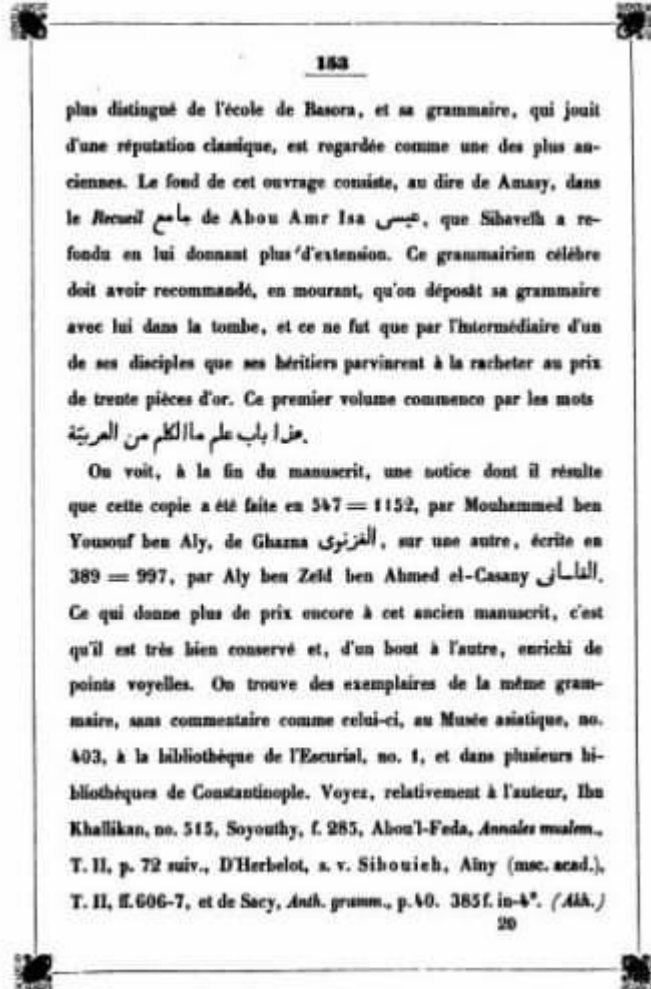 153
plus distingué de l'école de Basora, et sa grammaire, qui jouit
d'une réputation classique, est regardée comme une des plus an-
ciennes. Le fond de cet ouvrage consiste, au dire de Amasy, dans
le Recueil جامع de Abou Amr Isa عيسى, que Sibaveïh a re-
fondu en lui donnant plus d'extension. Ce grammairien célèbre
doit avoir recommandé, en mourant, qu'on déposât sa grammaire
avec lui dans la tombe, et ce ne fut que par l'intermédiaire d'un
de ses disciples que ses héritiers parvinrent à la racheter au prix
de trente pièces d'or. Ce premier volume commence par les mots
هذا باب علم ما الكلم من العربيّة.
On voit, à la fin du manuscrit, une notice dont il résulte
que cette copie a été faite en 547 = 1152, par Mouhammed ben
Yousouf ben Aly, de Ghazna الغزنوى, sur une autre, écrite en
389 = 997, par Aly ben Zeïd ben Ahmed el-Casany القاسانى.
Ce qui donne plus de prix encore à cet ancien manuscrit, c'est
qu'il est très bien conservé et, d'un bout à l'autre, enrichi de
points voyelles. On trouve des exemplaires de la même gram-
maire, sans commentaire comme celui-ci, au Musée asiatique, no.
403, à la bibliothèque de l'Escurial, no. 1, et dans plusieurs bi-
bliothèques de Constantinople. Voyez, relativement à l'auteur, Ibn
Khallikan, no. 515, Soyouthy, f. 285, Abou'l-Feda, Annales muslem.,
T. II, p. 72 suiv., D'Herbelot, s. v. Sibouieh, Aïny (msc. acad.),
T. II, ff. 606-7, et de Sacy, Anth. gramm., p. 40. 385 f. in-4°. (Akh.)
20